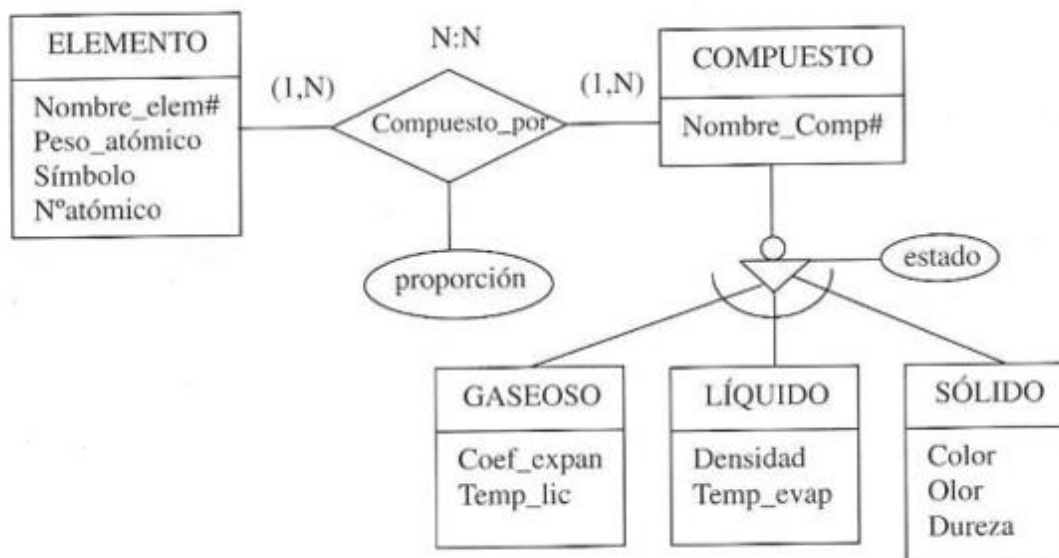 ELEMENTO
Nombre_elem#
Peso_atómico
Símbolo
Nºatómico
N:N
(1,N)
Compuesto_por
(1,N)
proporción
COMPUESTO
Nombre_Comp#
estado
GASEOSO
Coef_expan
Temp_lic
LÍQUIDO
Densidad
Temp_evap
SÓLIDO
Color
Olor
Dureza